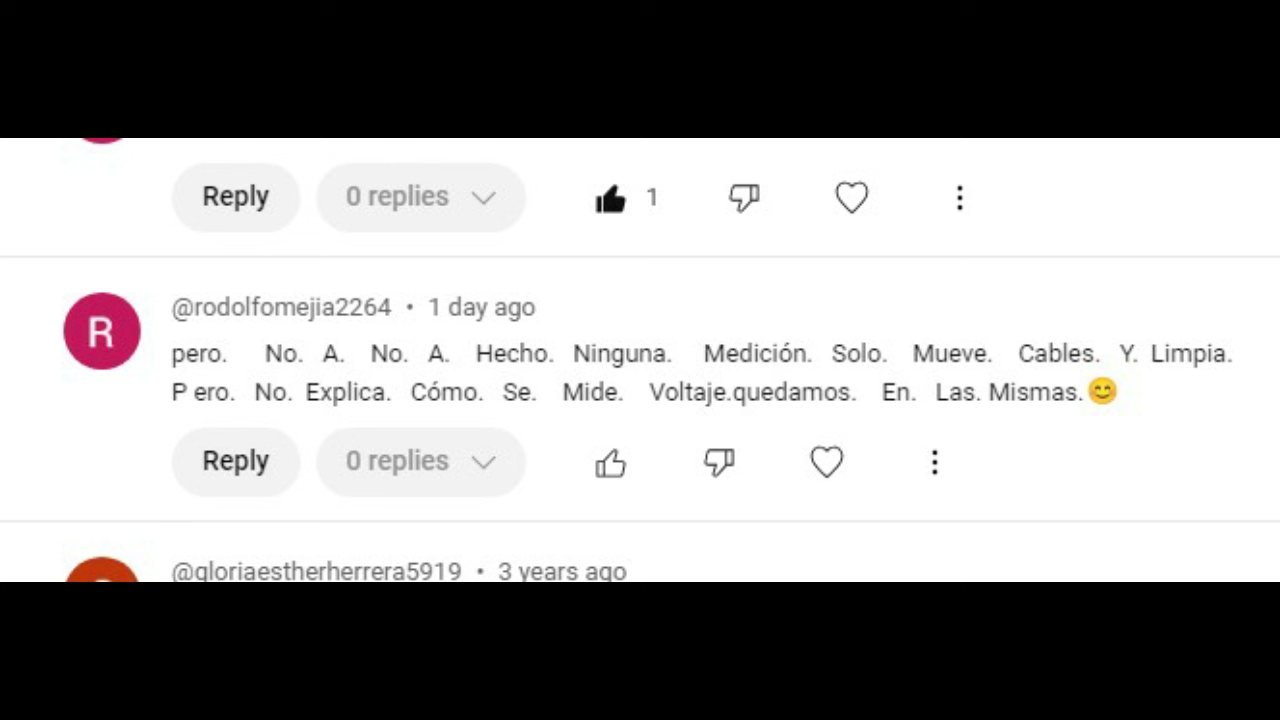 Reply 0 replies 1
R @rodolfomejia2264 • 1 day ago
pero. No. A. No. A. Hecho. Ninguna. Medición. Solo. Mueve. Cables. Y. Limpia.
P ero. No. Explica. Cómo. Se. Mide. Voltaje.quedamos. En. Las. Mismas.😊
Reply 0 replies
@gloriaestherherrera5919 • 3 years ago